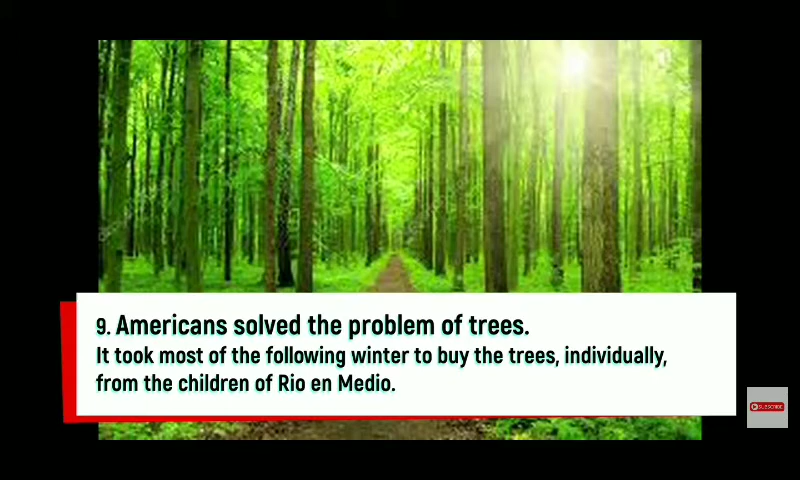 9. Americans solved the problem of trees.
It took most of the following winter to buy the trees, individually,
from the children of Rio en Medio.
SUBSCRIBE